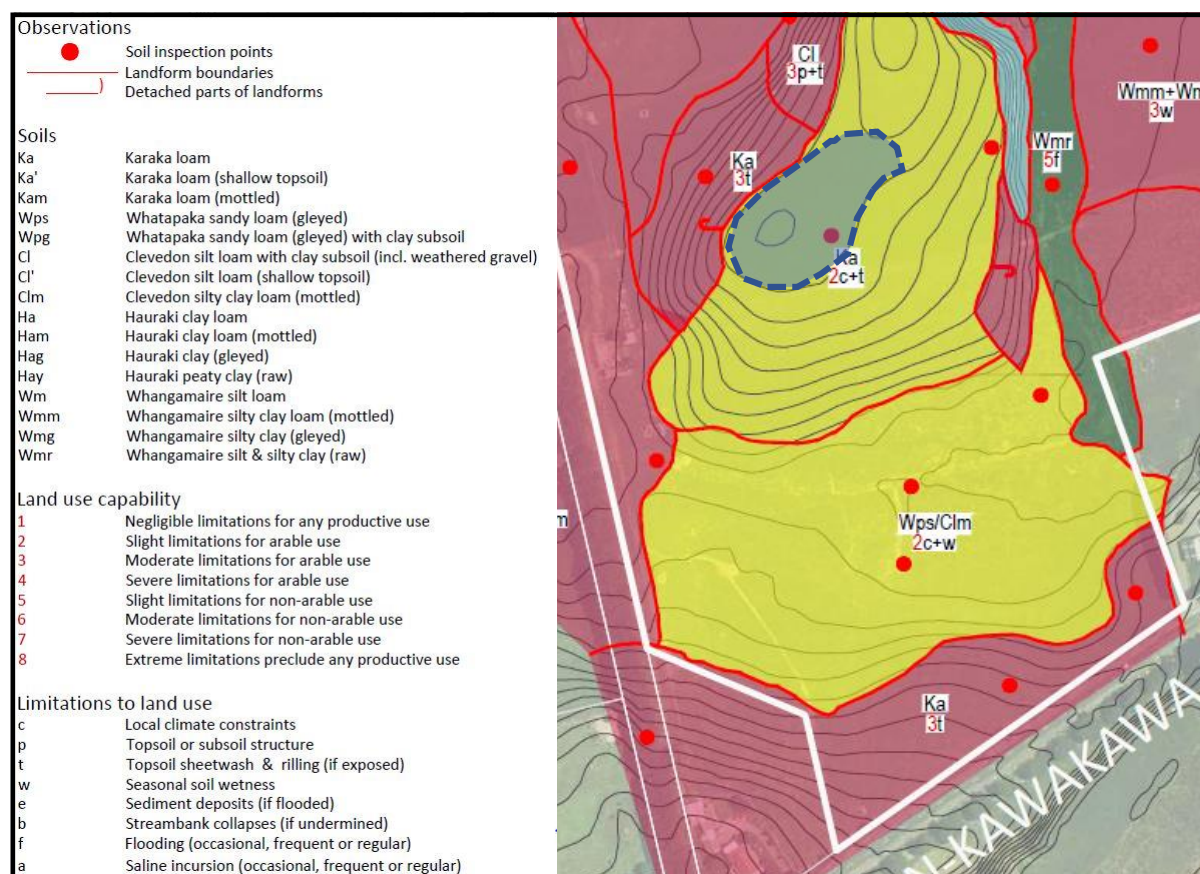 Observations
Soil inspection points
Landform boundaries
Detached parts of landforms
Soils
Ka Karaka loam
Ka' Karaka loam (shallow topsoil)
Kam Karaka loam (mottled)
Wps Whatapaka sandy loam (gleyed)
Wpg Whatapaka sandy loam (gleyed) with clay subsoil
Cl Clevedon silt loam with clay subsoil (incl. weathered gravel)
Cl' Clevedon silt loam (shallow topsoil)
Clm Clevedon silty clay loam (mottled)
Ha Hauraki clay loam
Ham Hauraki clay loam (mottled)
Hag Hauraki clay (gleyed)
Hay Hauraki peaty clay (raw)
Wm Whangamaire silt loam
Wmm Whangamaire silty clay loam (mottled)
Wmg Whangamaire silty clay (gleyed)
Wmr Whangamaire silt & silty clay (raw)
Land use capability
1 Negligible limitations for any productive use
2 Slight limitations for arable use
3 Moderate limitations for arable use
4 Severe limitations for arable use
5 Slight limitations for non-arable use
6 Moderate limitations for non-arable use
7 Severe limitations for non-arable use
8 Extreme limitations preclude any productive use
Limitations to land use
c Local climate constraints
p Topsoil or subsoil structure
t Topsoil sheetwash & rilling (if exposed)
w Seasonal soil wetness
e Sediment deposits (if flooded)
b Streambank collapses (if undermined)
f Flooding (occasional, frequent or regular)
a Saline incursion (occasional, frequent or regular)
Cl
3p+t
Wmm+Wm
3w
Wmr
5f
Ka
3t
Ka
2c+t
Wps/Clm
2c+w
m
Ka
3t
N-KAWAKAWA